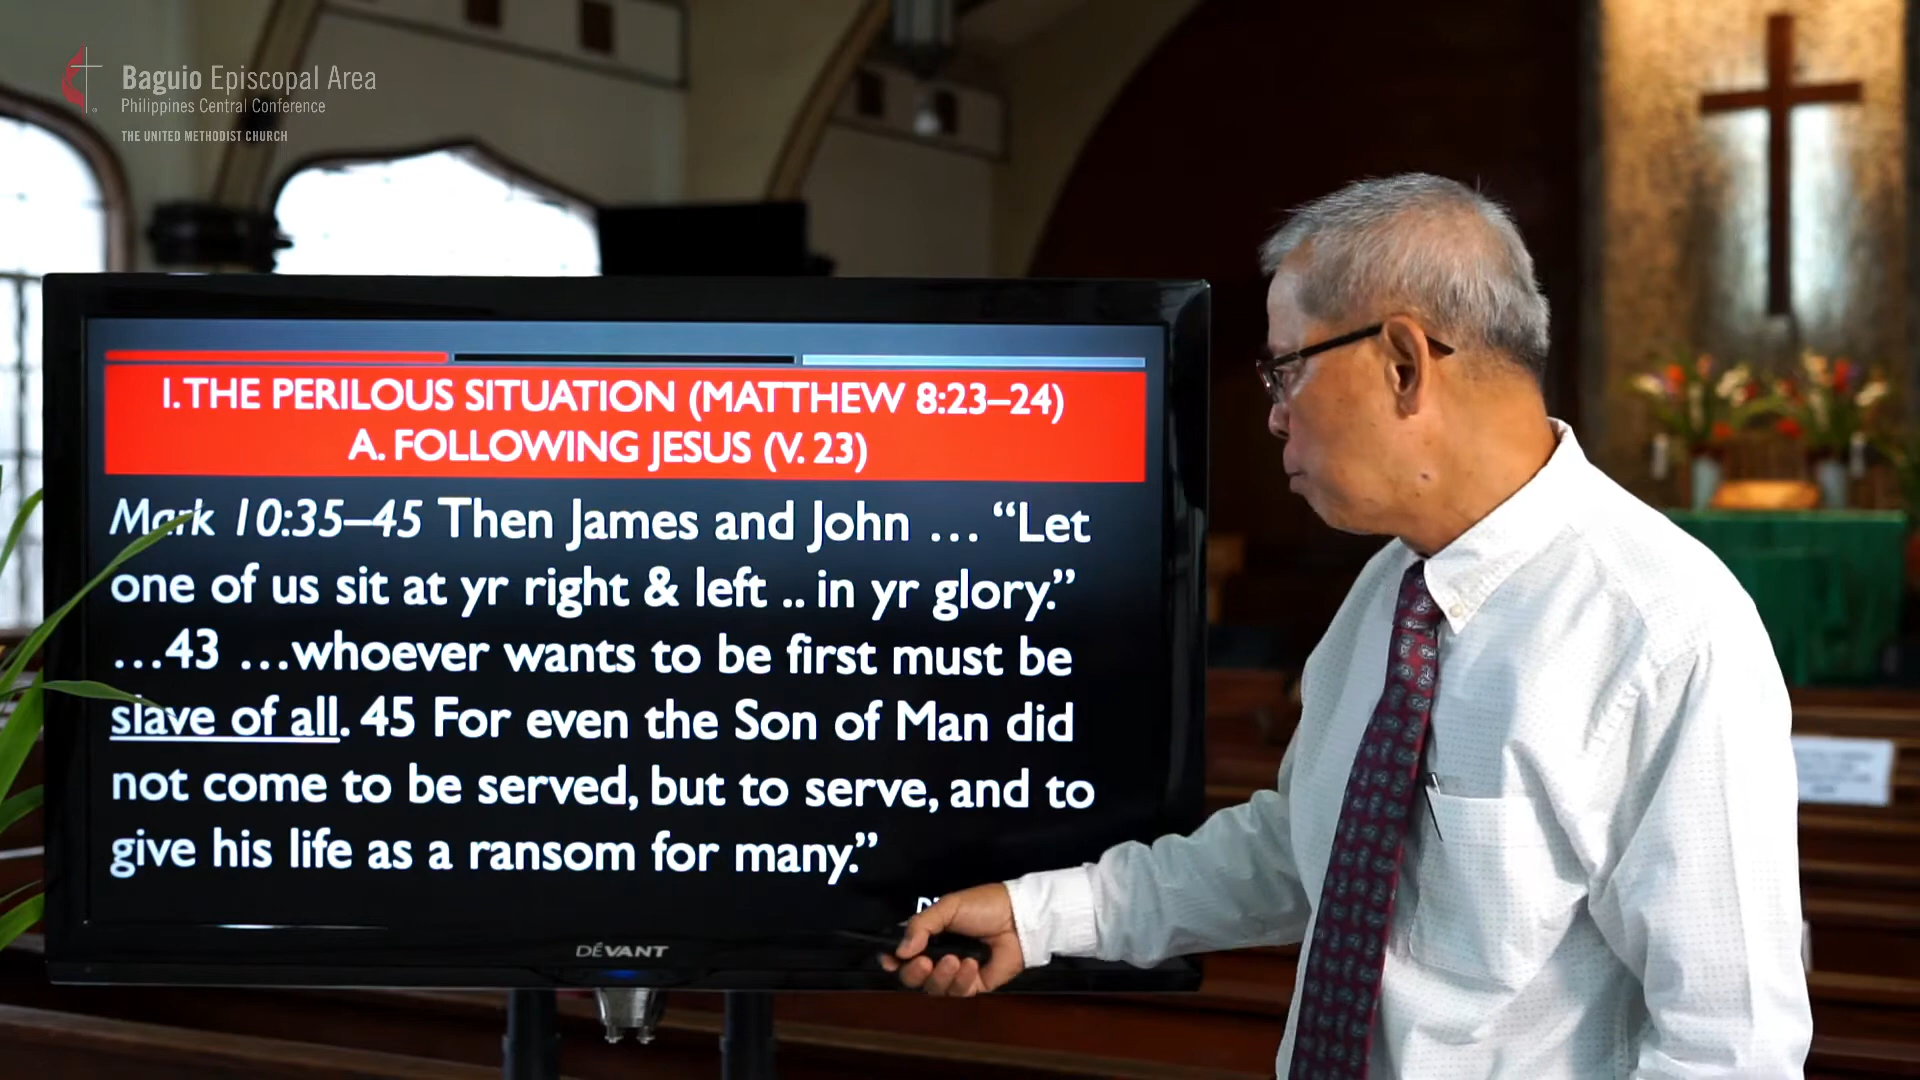 Baguio Episcopal Area
Philippines Central Conference
THE UNITED METHODIST CHURCH
I. THE PERILOUS SITUATION (MATTHEW 8:23–24)
A. FOLLOWING JESUS (V. 23)
Mark 10:35–45 Then James and John … “Let
one of us sit at yr right & left .. in yr glory.”
…43 …whoever wants to be first must be
slave of all. 45 For even the Son of Man did
not come to be served, but to serve, and to
give his life as a ransom for many.”
DEVANT